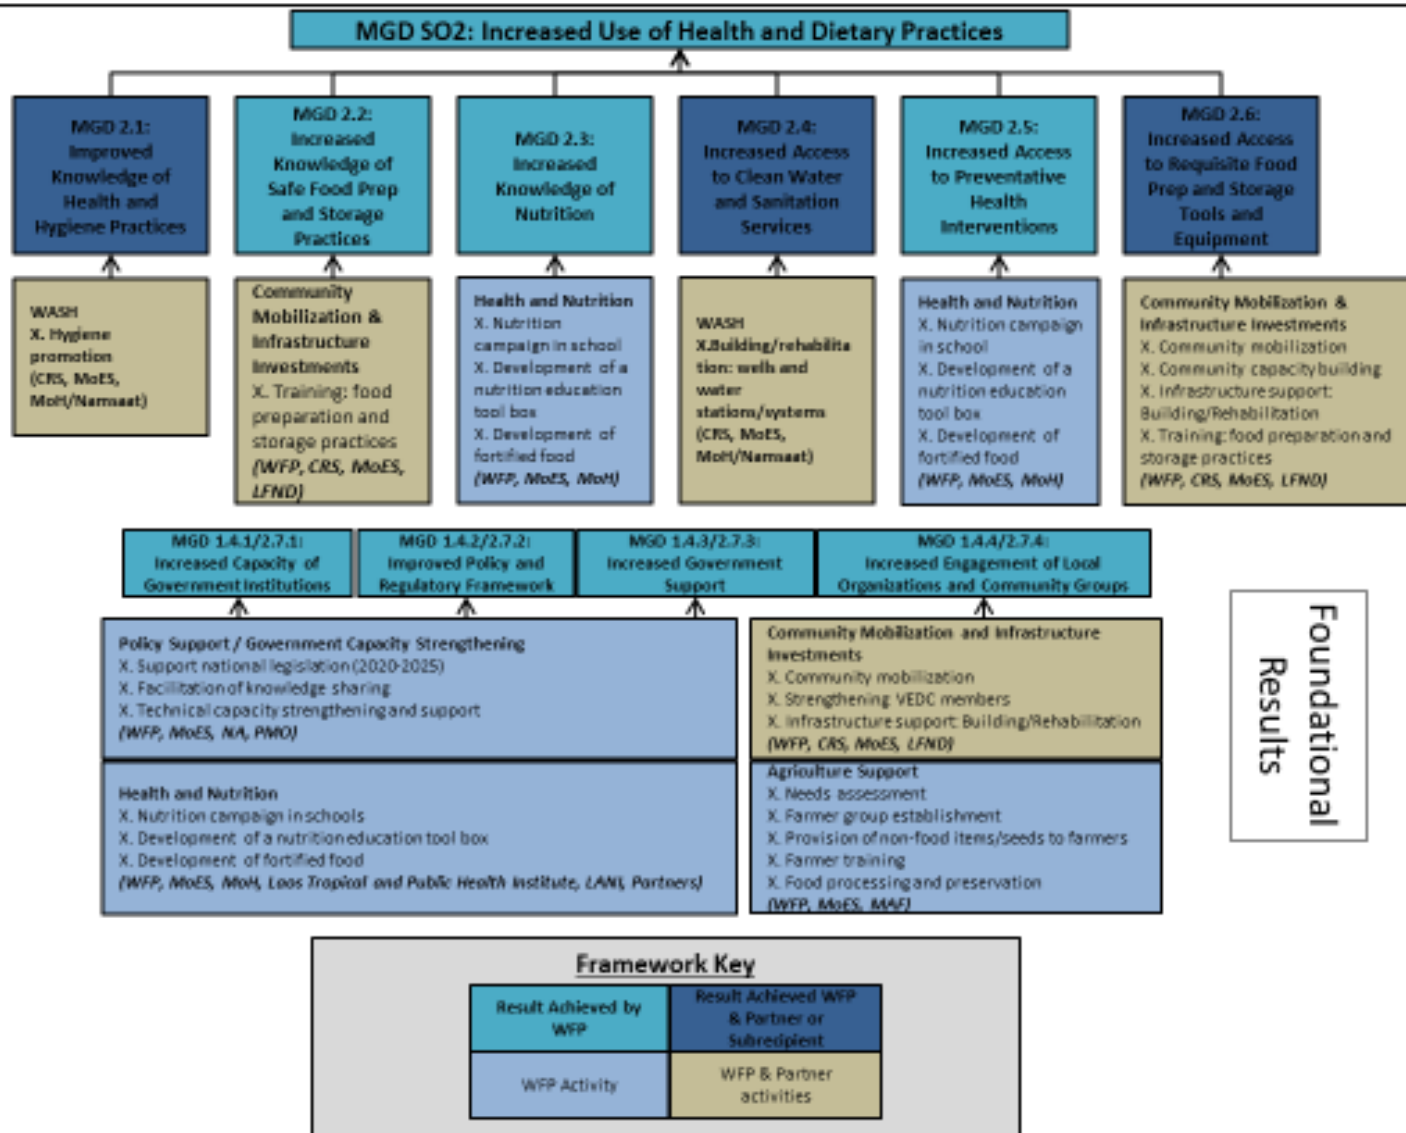 MGD SO2: Increased Use of Health and Dietary Practices
MGD 2.1:
Improved
Knowledge of
Health and
Hygiene Practices
MGD 2.2:
Increased
Knowledge of
Safe Food Prep
and Storage
Practices
MGD 2.3:
Increased
Knowledge of
Nutrition
MGD 2.4:
Increased Access
to Clean Water
and Sanitation
Services
MGD 2.5:
Increased Access
to Preventative
Health
Interventions
MGD 2.6:
Increased Access
to Requisite Food
Prep and Storage
Tools and
Equipment
WASH
X. Hygiene
promotion
(CRS, MoES,
MoH/Namsaat)
Community
Mobilization &
Infrastructure
Investments
X. Training: food
preparation and
storage practices
(WFP, CRS, MoES,
LFND)
Health and Nutrition
X. Nutrition
campaign in school
X. Development of a
nutrition education
tool box
X. Development of
fortified food
(WFP, MoES, MoH)
WASH
X.Building/rehabilita
tion: wells and
water
stations/systems
(CRS, MoES,
MoH/Namsaat)
Health and Nutrition
X. Nutrition campaign
in school
X. Development of a
nutrition education
tool box
X. Development of
fortified food
(WFP, MoES, MoH)
Community Mobilization &
Infrastructure Investments
X. Community mobilization
X. Community capacity building
X. Infrastructure support:
Building/Rehabilitation
X. Training: food preparation and
storage practices
(WFP, CRS, MoES, LFND)
MGD 1.4.1/2.7.1:
Increased Capacity of
Government Institutions
MGD 1.4.2/2.7.2:
Improved Policy and
Regulatory Framework
MGD 1.4.3/2.7.3:
Increased Government
Support
MGD 1.4.4/2.7.4:
Increased Engagement of Local
Organizations and Community Groups
Policy Support / Government Capacity Strengthening
X. Support national legislation (2020-2025)
X. Facilitation of knowledge sharing
X. Technical capacity strengthening and support
(WFP, MoES, NA, PMO)
Health and Nutrition
X. Nutrition campaign in schools
X. Development of a nutrition education tool box
X. Development of fortified food
(WFP, MoES, MoH, Laos Tropical and Public Health Institute, LANI, Partners)
Community Mobilization and Infrastructure
Investments
X. Community mobilization
X. Strengthening VEDC members
X. Infrastructure support: Building/Rehabilitation
(WFP, CRS, MoES, LFND)
Agriculture Support
X. Needs assessment
X. Farmer group establishment
X. Provision of non-food items/seeds to farmers
X. Farmer training
X. Food processing and preservation
(WFP, MoES, MAF)
Foundational
Results
Framework Key
Result Achieved by
WFP
Result Achieved WFP
& Partner or
Subrecipient
WFP Activity
WFP & Partner
activities